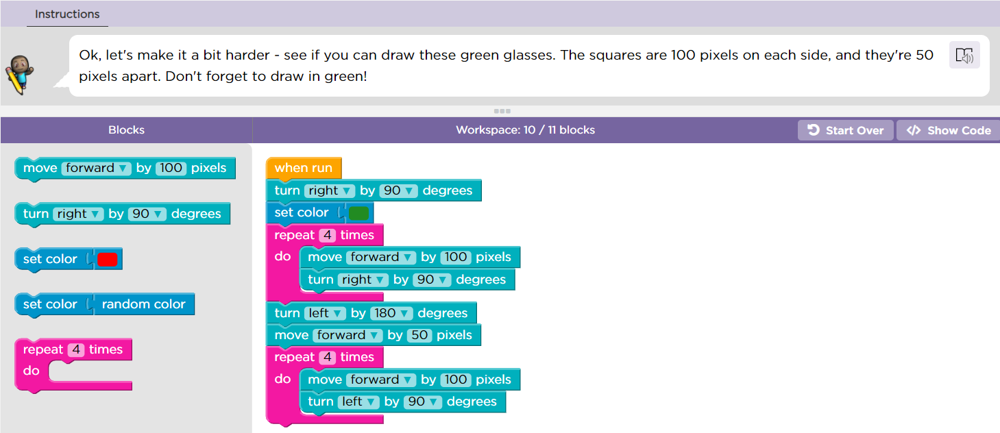 Instructions
Ok, let's make it a bit harder - see if you can draw these green glasses. The squares are 100 pixels on each side, and they're 50
pixels apart. Don't forget to draw in green!
Blocks
Workspace: 10 / 11 blocks
Start Over
</> Show Code
move forward ▼ by 100 pixels
turn right ▼ by 90 ▼ degrees
set color
set color random color
repeat 4 times
do
when run
turn right ▼ by 90 ▼ degrees
set color
repeat 4 times
do move forward ▼ by 100 pixels
turn right ▼ by 90 ▼ degrees
turn left ▼ by 180 ▼ degrees
move forward ▼ by 50 pixels
repeat 4 times
do move forward ▼ by 100 pixels
turn left ▼ by 90 ▼ degrees